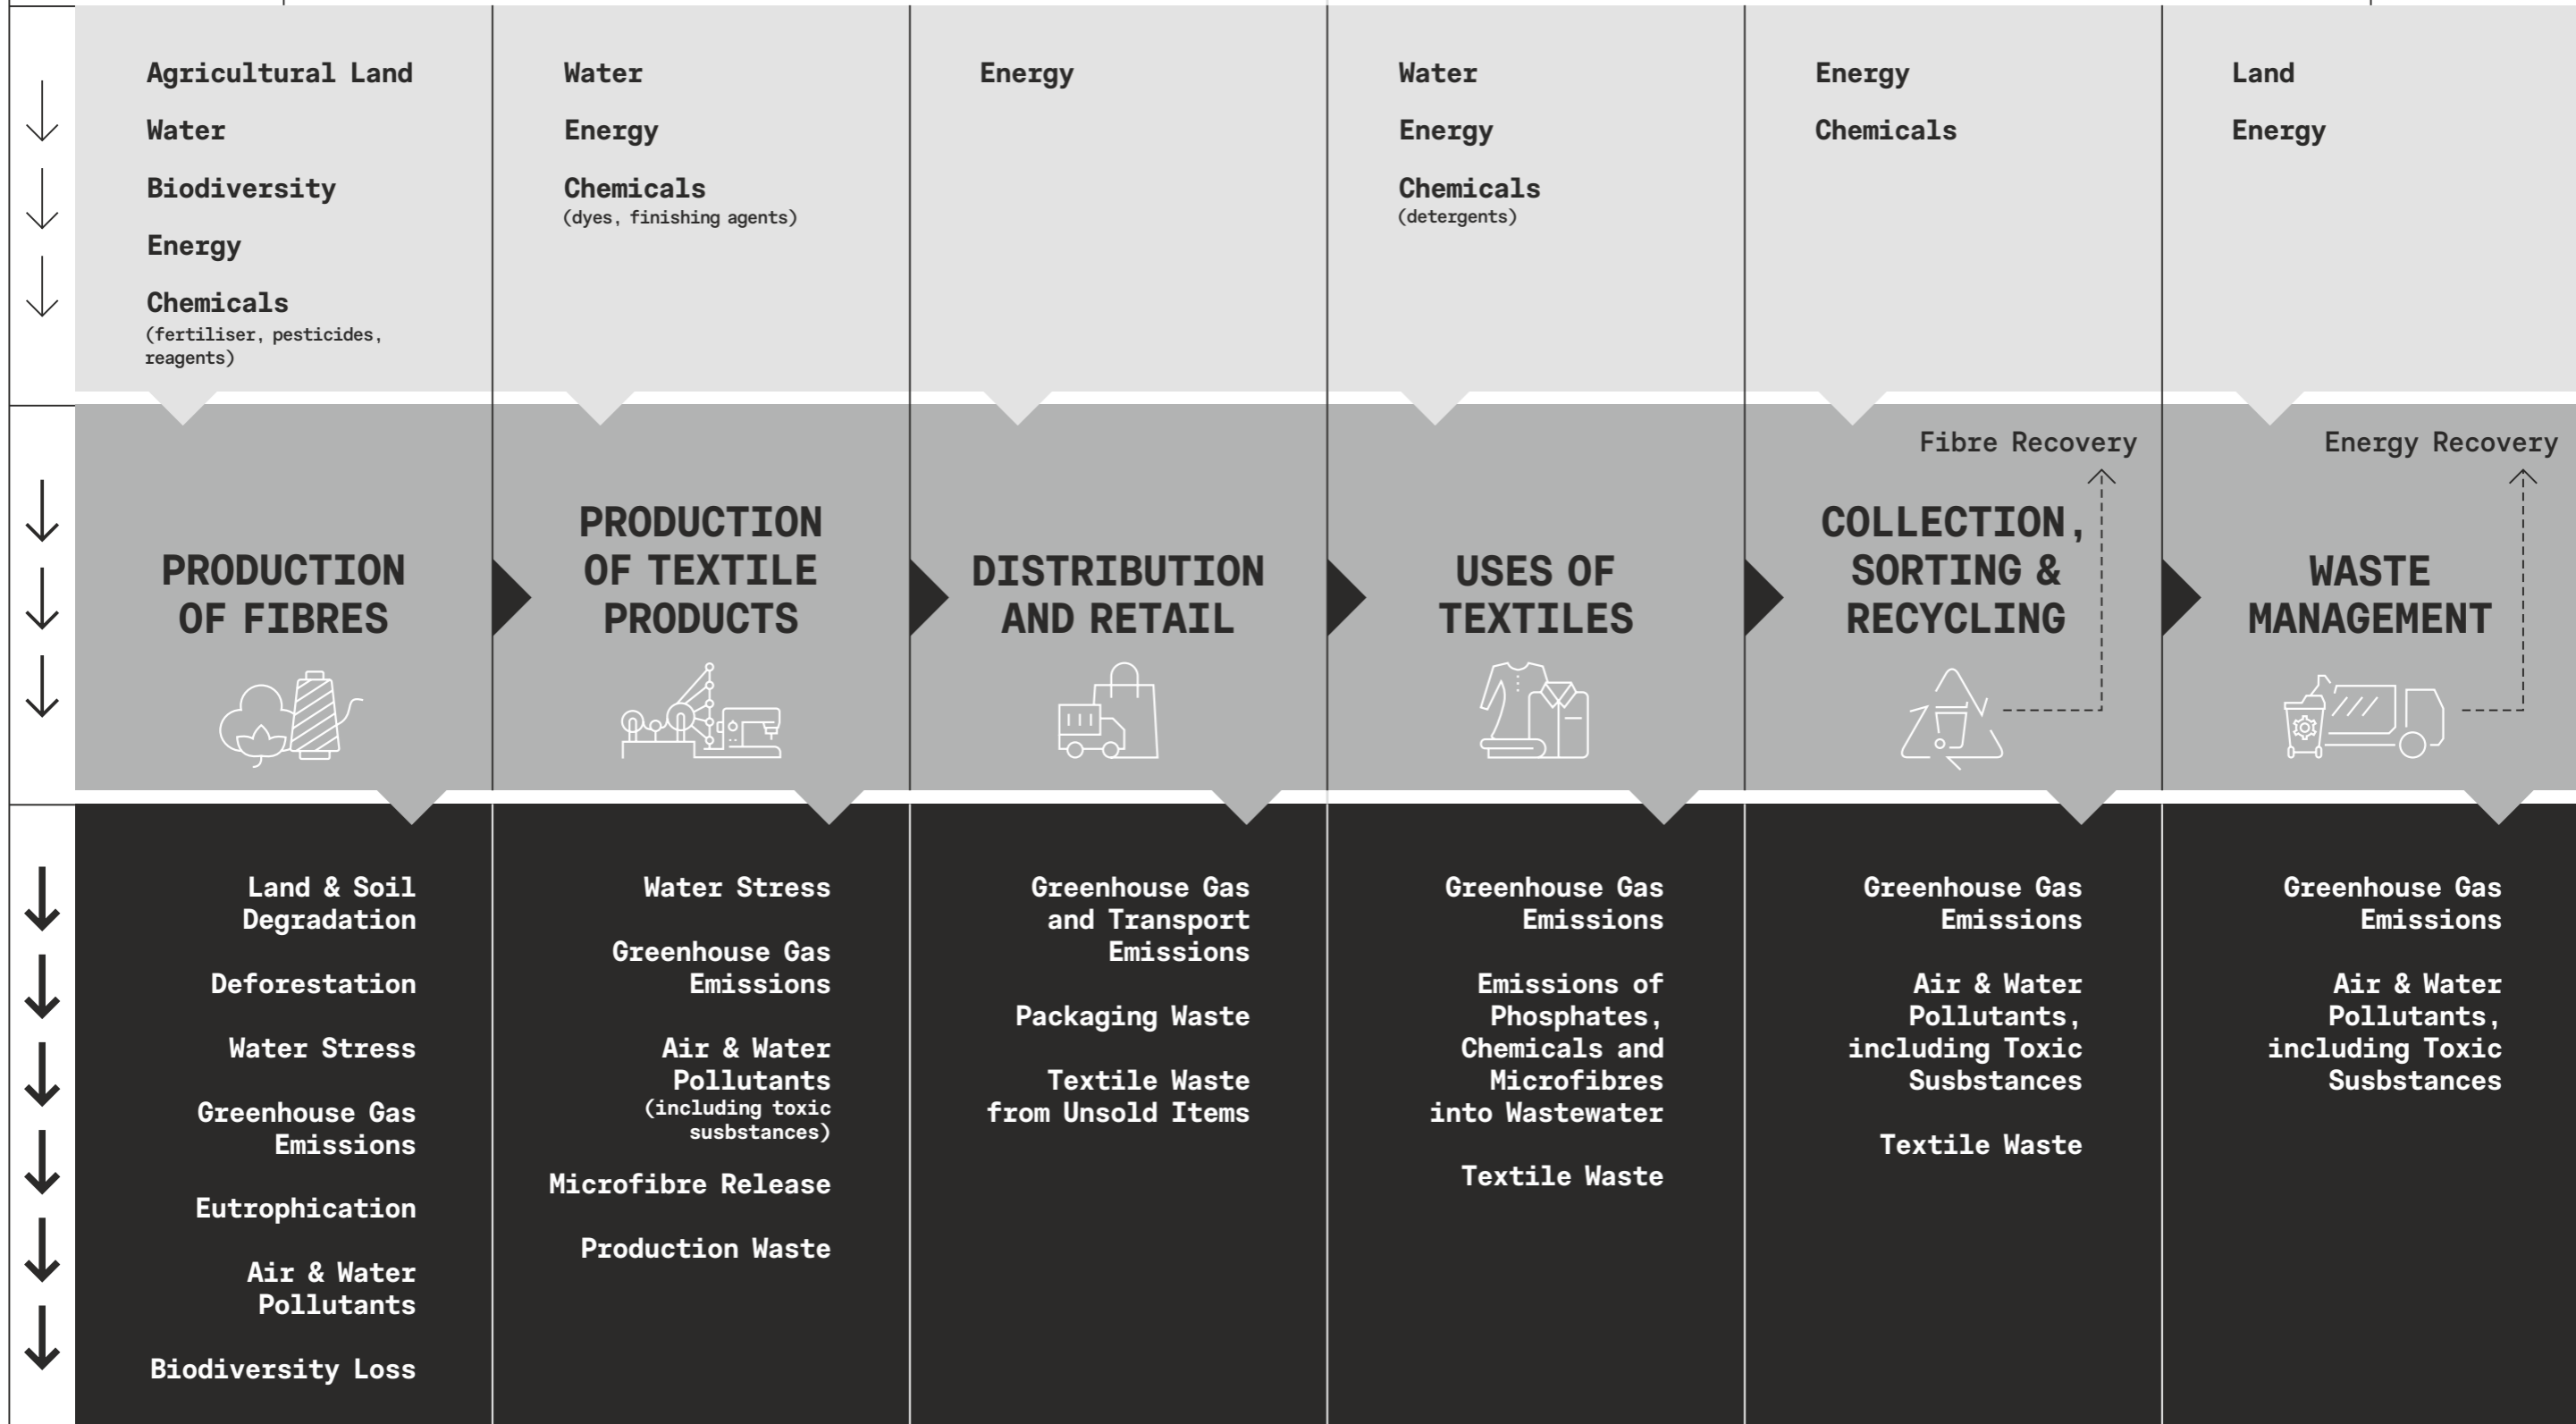 Agricultural Land
Water
Biodiversity
Energy
Chemicals
(fertiliser, pesticides,
reagents)
Water
Energy
Chemicals
(dyes, finishing agents)
Energy
Water
Energy
Chemicals
(detergents)
Energy
Chemicals
Land
Energy
PRODUCTION
OF FIBRES
PRODUCTION
OF TEXTILE
PRODUCTS
DISTRIBUTION
AND RETAIL
USES OF
TEXTILES
Fibre Recovery
COLLECTION,
SORTING &
RECYCLING
Energy Recovery
WASTE
MANAGEMENT
Land & Soil
Degradation
Deforestation
Water Stress
Greenhouse Gas
Emissions
Eutrophication
Air & Water
Pollutants
Biodiversity Loss
Water Stress
Greenhouse Gas
Emissions
Air & Water
Pollutants
(including toxic
susbstances)
Microfibre Release
Production Waste
Greenhouse Gas
and Transport
Emissions
Packaging Waste
Textile Waste
from Unsold Items
Greenhouse Gas
Emissions
Emissions of
Phosphates,
Chemicals and
Microfibres
into Wastewater
Textile Waste
Greenhouse Gas
Emissions
Air & Water
Pollutants,
including Toxic
Susbstances
Textile Waste
Greenhouse Gas
Emissions
Air & Water
Pollutants,
including Toxic
Susbstances